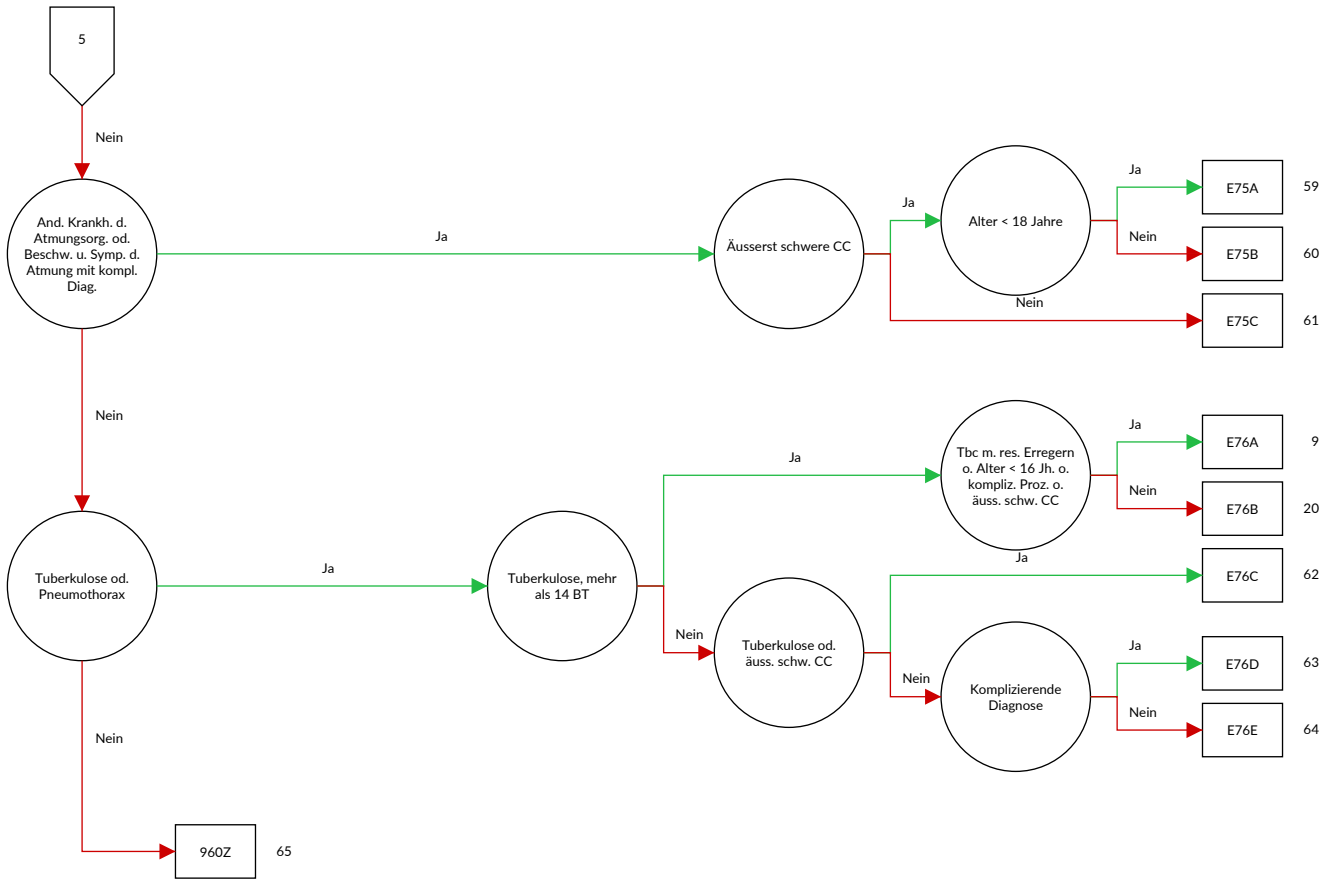 5
Nein
And. Krankh. d.
Atmungsorg. od.
Beschw. u. Symp. d.
Atmung mit kompl.
Diag.
Ja
Äusserst schwere CC
Ja
Alter < 18 Jahre
Ja
E75A
59
Nein
E75B
60
Nein
E75C
61
Nein
Tuberkulose od.
Pneumothorax
Ja
Tuberkulose, mehr
als 14 BT
Ja
Tbc m. res. Erregern
o. Alter < 16 Jh. o.
kompliz. Proz. o.
äuss. schw. CC
Ja
E76A
9
Nein
E76B
20
Nein
Tuberkulose od.
äuss. schw. CC
Ja
E76C
62
Nein
Komplizierende
Diagnose
Ja
E76D
63
Nein
E76E
64
Nein
960Z
65